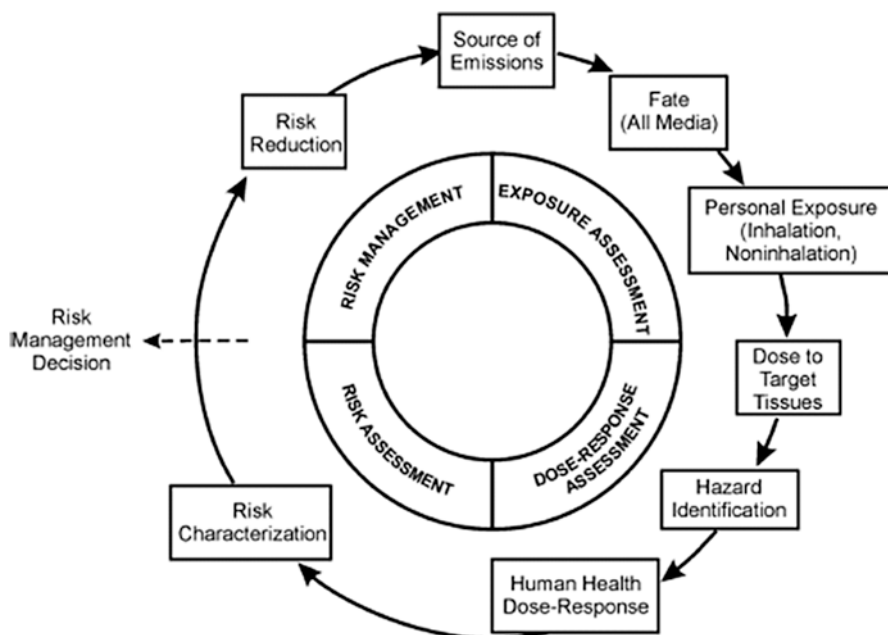 Source of
Emissions
Fate
(All Media)
Personal Exposure
(Inhalation,
Noninhalation)
Dose to
Target
Tissues
Hazard
Identification
Human Health
Dose-Response
Risk
Characterization
Risk
Management
Decision
Risk
Reduction
RISK MANAGEMENT
EXPOSURE ASSESSMENT
DOSE-RESPONSE
ASSESSMENT
RISK ASSESSMENT